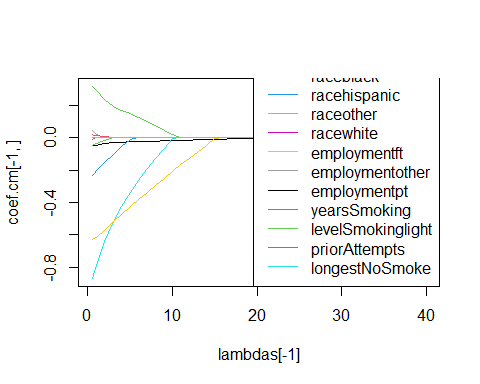 raceblack
racehispanic
raceother
racewhite
employmentft
employmentother
employmentpt
yearsSmoking
levelSmokinglight
priorAttempts
longestNoSmoke
coef.cm[-1, ]
0.0
-0.4
-0.8
0
10
20
30
40
lambdas[-1]